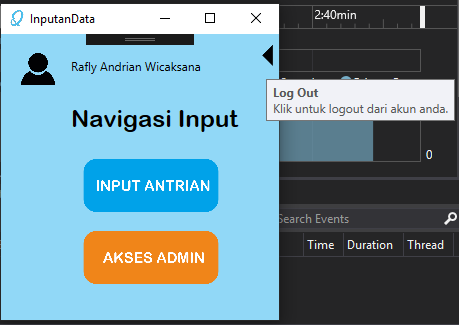 InputanData
2:40min
Rafly Andrian Wicaksana
Log Out
Klik untuk logout dari akun anda.
Navigasi Input
0
INPUT ANTRIAN
Search Events
Time Duration Thread
AKSES ADMIN